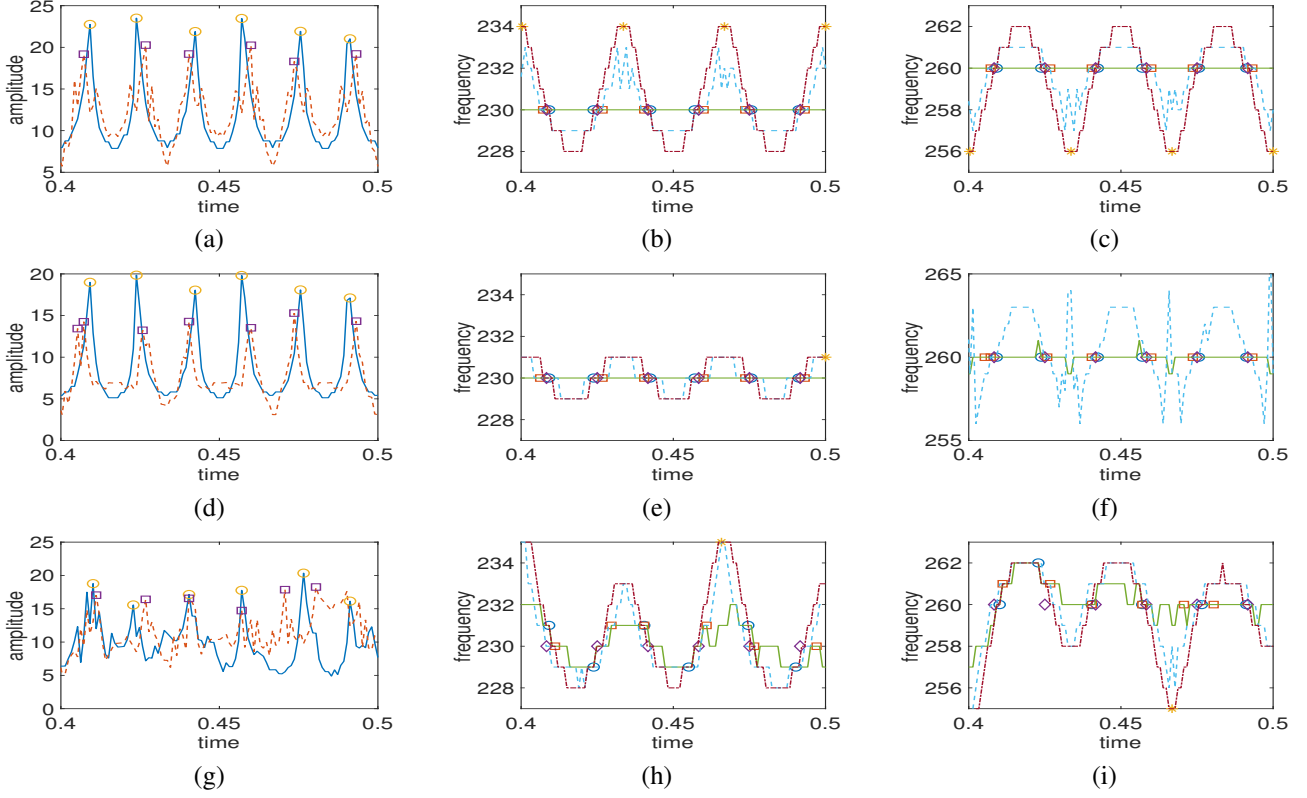 25
20
15
10
5
0.4 0.45 0.5
amplitude
time
(a)
234
232
230
228
0.4 0.45 0.5
frequency
time
(b)
262
260
258
256
0.4 0.45 0.5
frequency
time
(c)
20
15
10
5
0
0.4 0.45 0.5
amplitude
time
(d)
234
232
230
228
0.4 0.45 0.5
frequency
time
(e)
265
260
255
0.4 0.45 0.5
frequency
time
(f)
25
20
15
10
5
0
0.4 0.45 0.5
amplitude
time
(g)
234
232
230
228
0.4 0.45 0.5
frequency
time
(h)
262
260
258
256
0.4 0.45 0.5
frequency
time
(i)